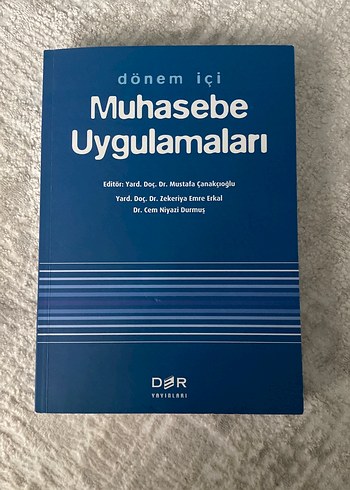 dönem içi
Muhasebe
Uygulamaları
Editör: Yard. Doç. Dr. Mustafa Çanakçıoğlu
Yard. Doç. Dr. Zekeriya Emre Erkal
Dr. Cem Niyazi Durmuş
DER
YAYINLARI